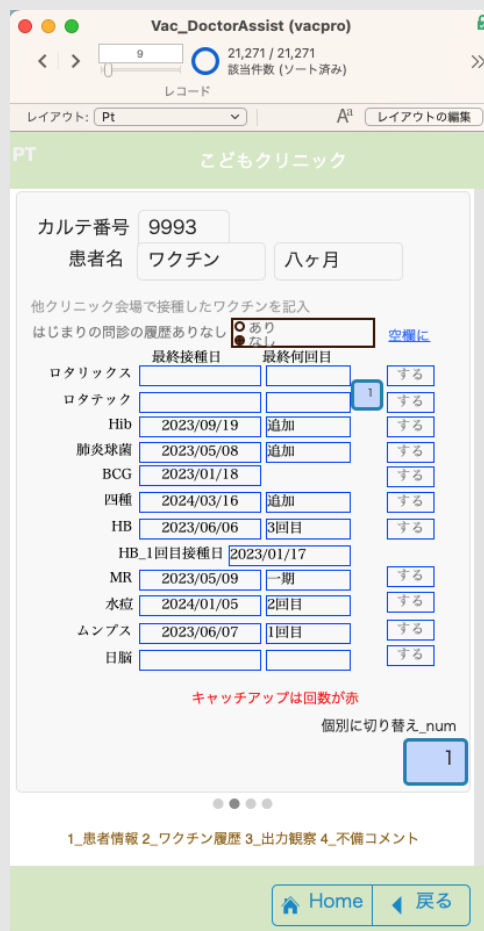 Vac_DoctorAssist (vacpro)
9
21,271 / 21,271
該当件数 (ソート済み)
レコード
レイアウト: Pt
Aa レイアウトの編集
PT
こどもクリニック
カルテ番号 9993
患者名 ワクチン 八ヶ月
他クリニック会場で接種したワクチンを記入
はじまりの問診の履歴ありなし あり
なし
空欄に
最終接種日 最終何回目
ロタリックス する
1
ロタテック する
Hib 2023/09/19 追加 する
肺炎球菌 2023/05/08 追加 する
BCG 2023/01/18 する
四種 2024/03/16 追加 する
HB 2023/06/06 3回目 する
HB_1回目接種日 2023/01/17
MR 2023/05/09 一期 する
水痘 2024/01/05 2回目 する
ムンプス 2023/06/07 1回目 する
日脳 する
キャッチアップは回数が赤
個別に切り替え_num
1
1_患者情報 2_ワクチン履歴 3_出力観察 4_不備コメント
Home 戻る